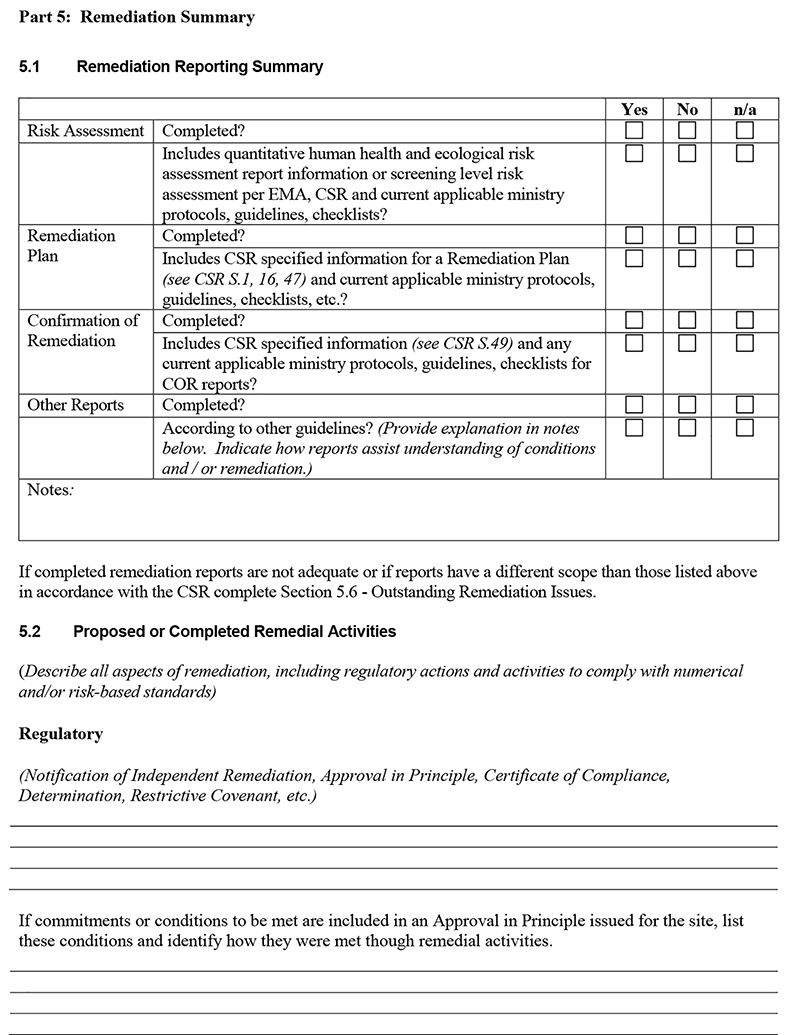 Part 5:  Remediation Summary
5.1 Remediation Reporting Summary
Yes No n/a
Risk Assessment Completed?
Includes quantitative human health and ecological risk
assessment report information or screening level risk
assessment per EMA, CSR and current applicable ministry
protocols, guidelines, checklists?
Remediation Completed?
Plan Includes CSR specified information for a Remediation Plan
(see CSR S.1, 16, 47) and current applicable ministry protocols,
guidelines, checklists, etc.?
Confirmation of Completed?
Remediation Includes CSR specified information (see CSR S.49) and any
current applicable ministry protocols, guidelines, checklists for
COR reports?
Other Reports Completed?
According to other guidelines? (Provide explanation in notes
below.  Indicate how reports assist understanding of conditions
and / or remediation.)
Notes:
If completed remediation reports are not adequate or if reports have a different scope than those listed above
in accordance with the CSR complete Section 5.6 - Outstanding Remediation Issues.
5.2 Proposed or Completed Remedial Activities
(Describe all aspects of remediation, including regulatory actions and activities to comply with numerical
and/or risk-based standards)
Regulatory
(Notification of Independent Remediation, Approval in Principle, Certificate of Compliance,
Determination, Restrictive Covenant, etc.)
If commitments or conditions to be met are included in an Approval in Principle issued for the site, list
these conditions and identify how they were met though remedial activities.